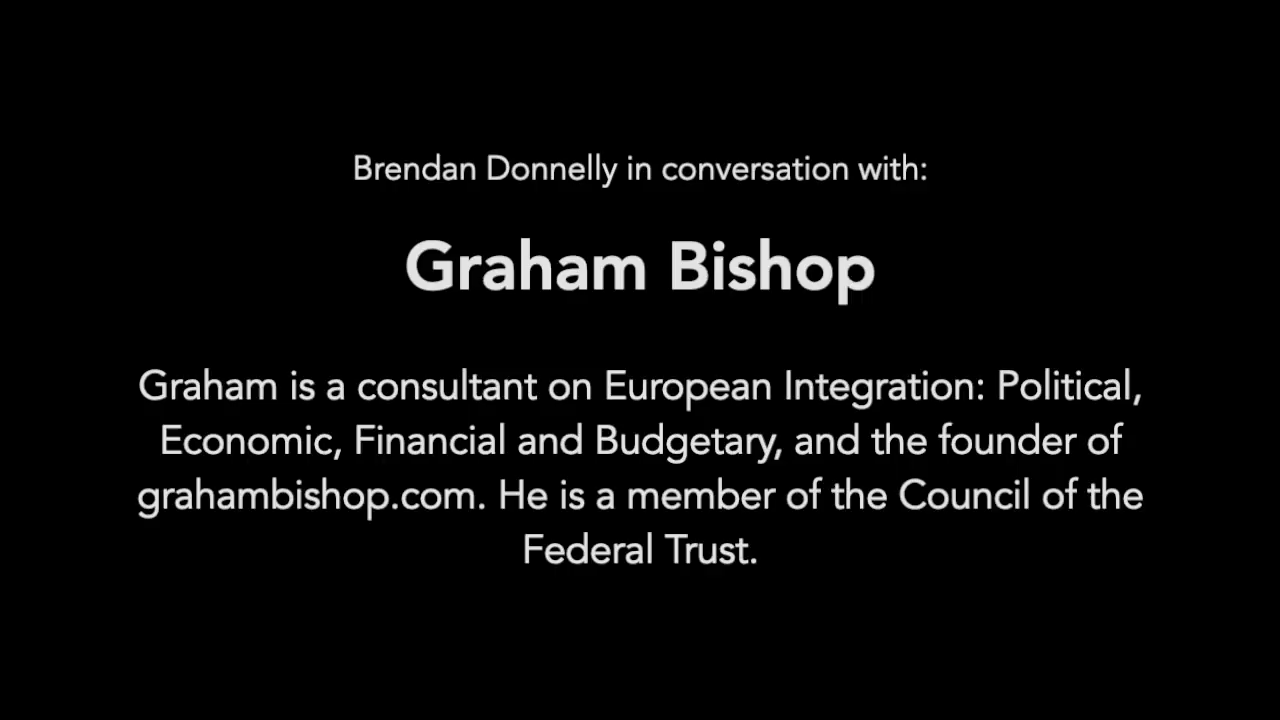 Brendan Donnelly in conversation with:
Graham Bishop
Graham is a consultant on European Integration: Political,
Economic, Financial and Budgetary, and the founder of
grahambishop.com. He is a member of the Council of the
Federal Trust.